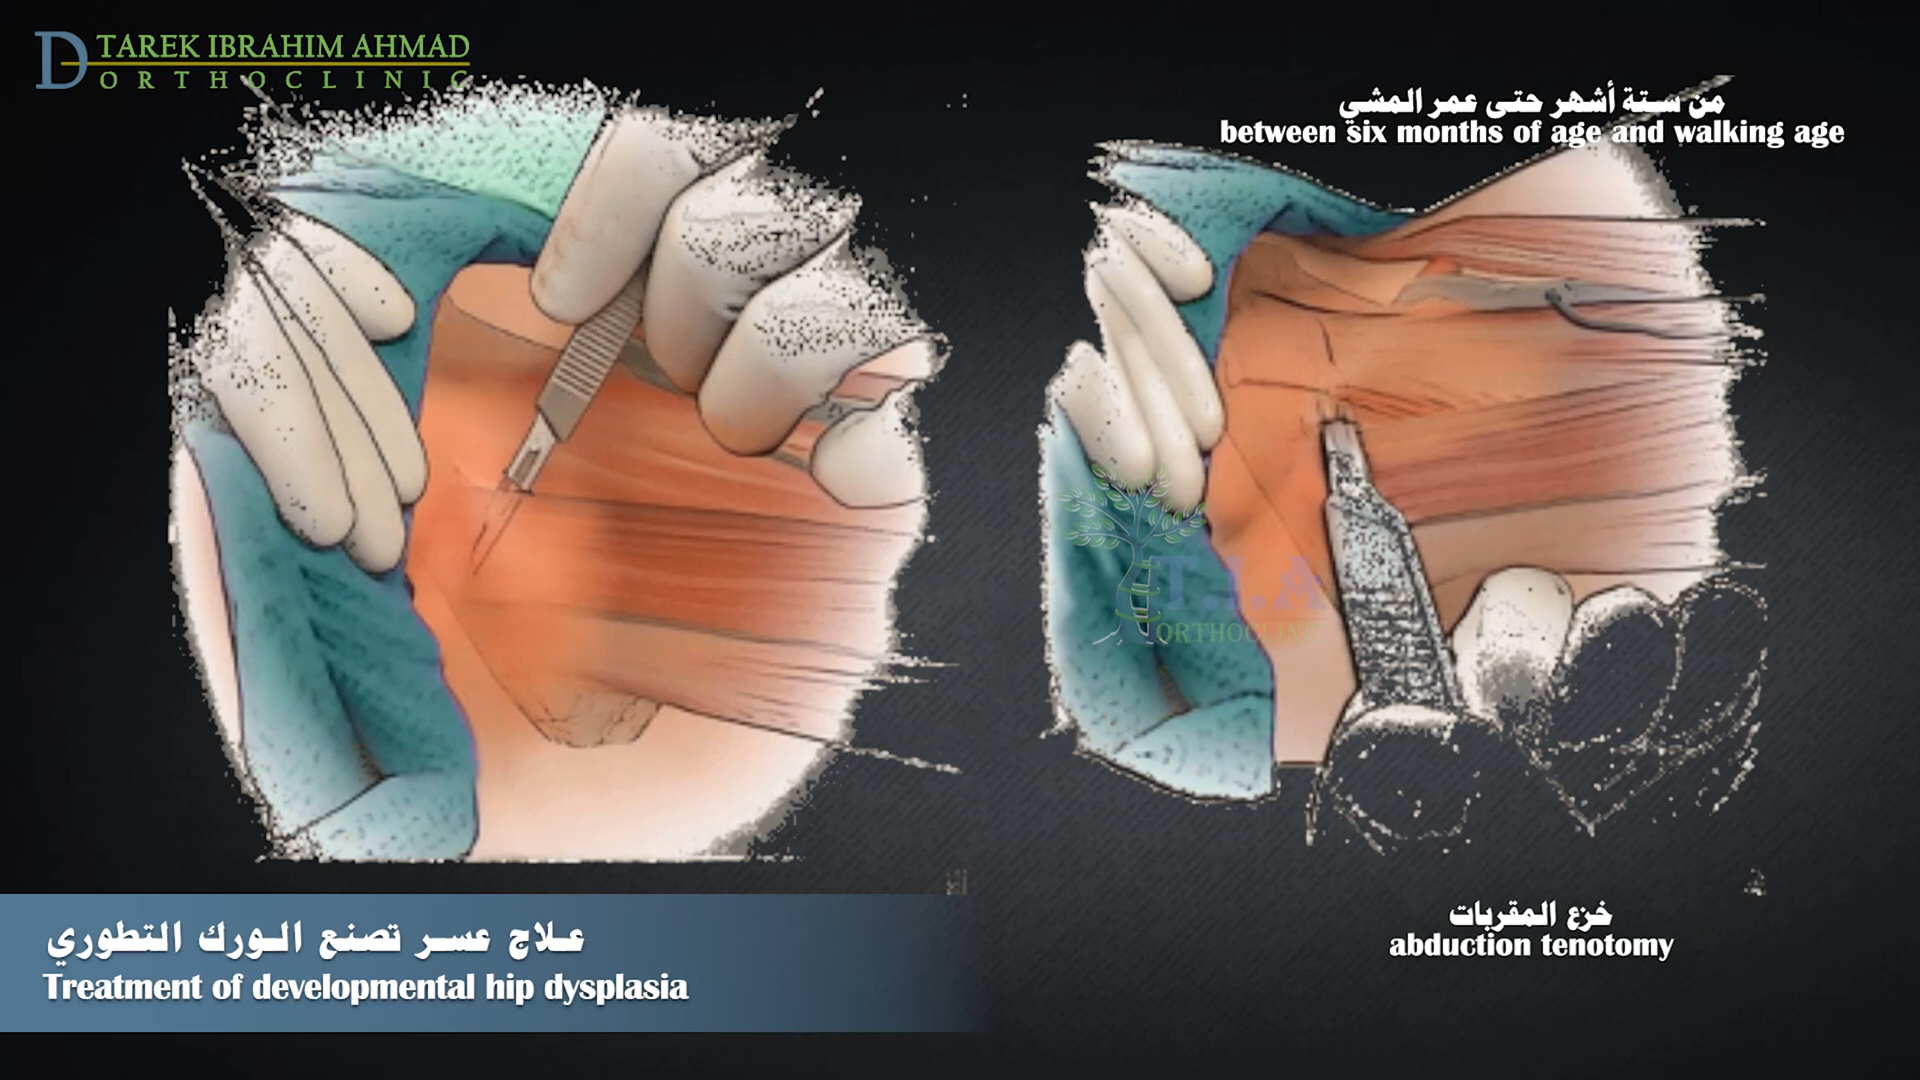 D TAREK IBRAHIM AHMAD
ORTHOCLINIC
من ستة أشهر حتى عمر المشي
between six months of age and walking age
T.I.A
ORTHOCLINIC
علاج عسر تصنع الورك التطوري
Treatment of developmental hip dysplasia
خزع المقربات
abduction tenotomy